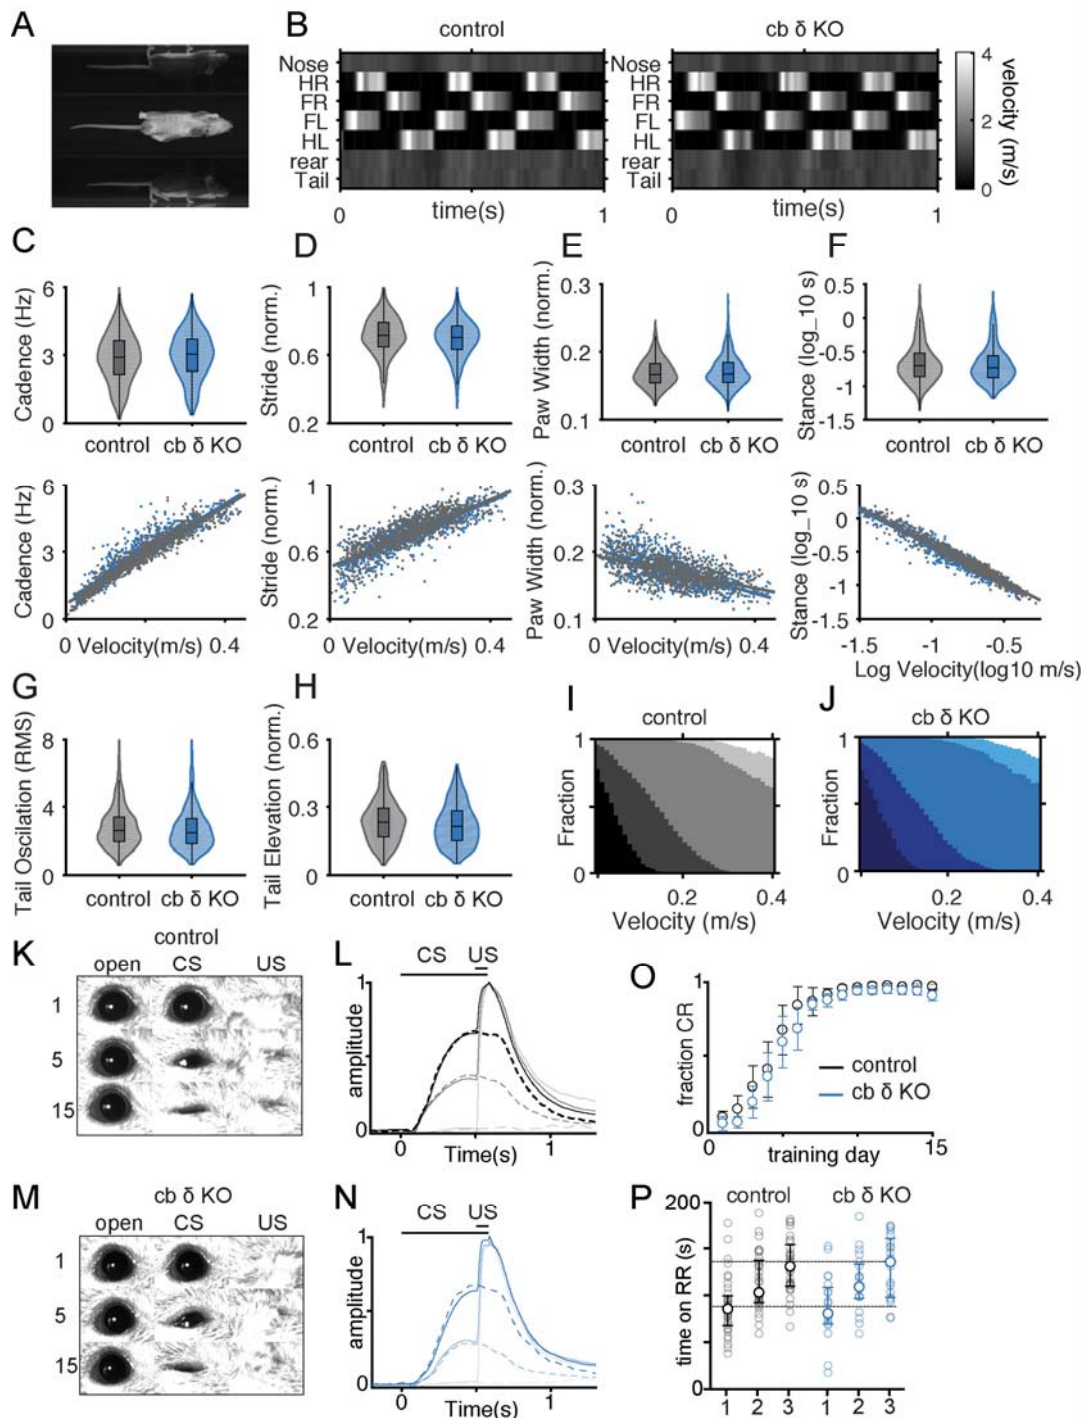 A
B
control
cb δ KO
Nose
HR
FR
FL
HL
rear
Tail
0
time(s)
1
Nose
HR
FR
FL
HL
rear
Tail
0
time(s)
1
4
2
0
velocity (m/s)
C
Cadence (Hz)
6
3
0
control
cb δ KO
D
Stride (norm.)
1
0.6
0.2
control
cb δ KO
E
Paw Width (norm.)
0.3
0.2
0.1
control
cb δ KO
F
Stance (log_10 s)
0.5
0
-0.5
-1
-1.5
control
cb δ KO
Cadence (Hz)
6
3
0
0
Velocity(m/s)
0.4
Stride (norm.)
1
0.6
0.2
0
Velocity(m/s)
0.4
Paw Width (norm.)
0.3
0.2
0.1
0
Velocity(m/s)
0.4
Stance (log_10 s)
0.5
0
-0.5
-1
-1.5
-1.5
-1
-0.5
Log Velocity(log10 m/s)
G
Tail Oscilation (RMS)
8
4
0
control
cb δ KO
H
Tail Elevation (norm.)
0.6
0.3
0
control
cb δ KO
I
control
Fraction
1
0
0.2
0.4
Velocity (m/s)
J
cb δ KO
Fraction
1
0
0.2
0.4
Velocity (m/s)
K
control
open
CS
US
1
5
15
L
CS
US
amplitude
1
0
0
1
Time(s)
O
fraction CR
1
0
0
15
training day
control
cb δ KO
M
cb δ KO
open
CS
US
1
5
15
N
CS
US
amplitude
1
0
0
1
Time(s)
P
control
cb δ KO
time on RR (s)
200
0
1
2
3
1
2
3